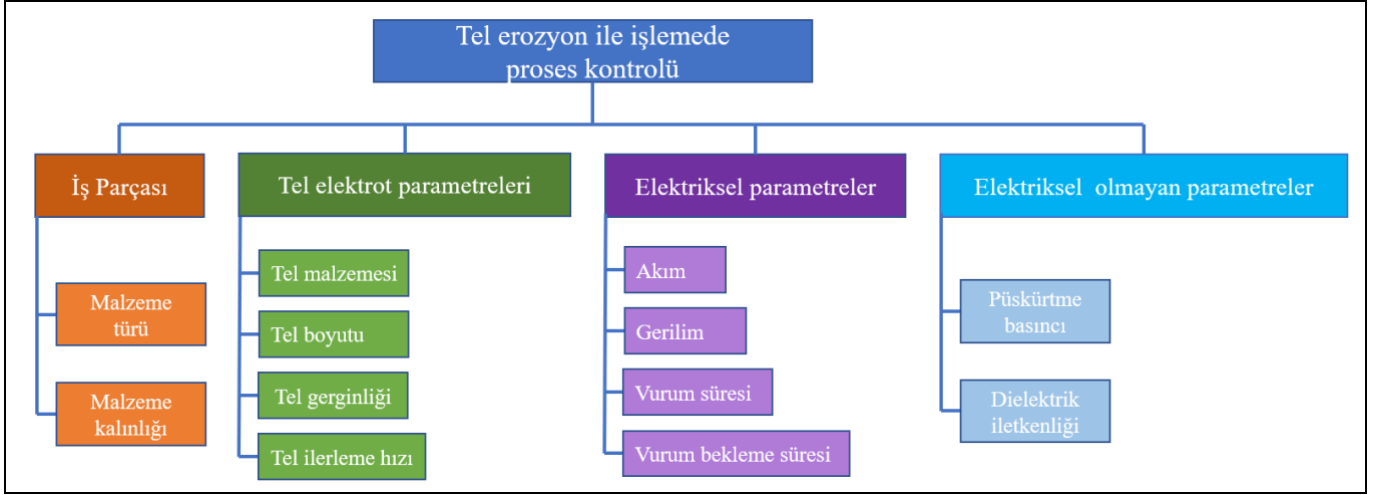 Tel erozyon ile işlemede
proses kontrolü
İş Parçası
Malzeme
türü
Malzeme
kalınlığı
Tel elektrot parametreleri
Tel malzemesi
Tel boyutu
Tel gerginliği
Tel ilerleme hızı
Elektriksel parametreler
Akım
Gerilim
Vurum süresi
Vurum bekleme süresi
Elektriksel olmayan parametreler
Püskürtme
basıncı
Dielektrik
iletkenliği